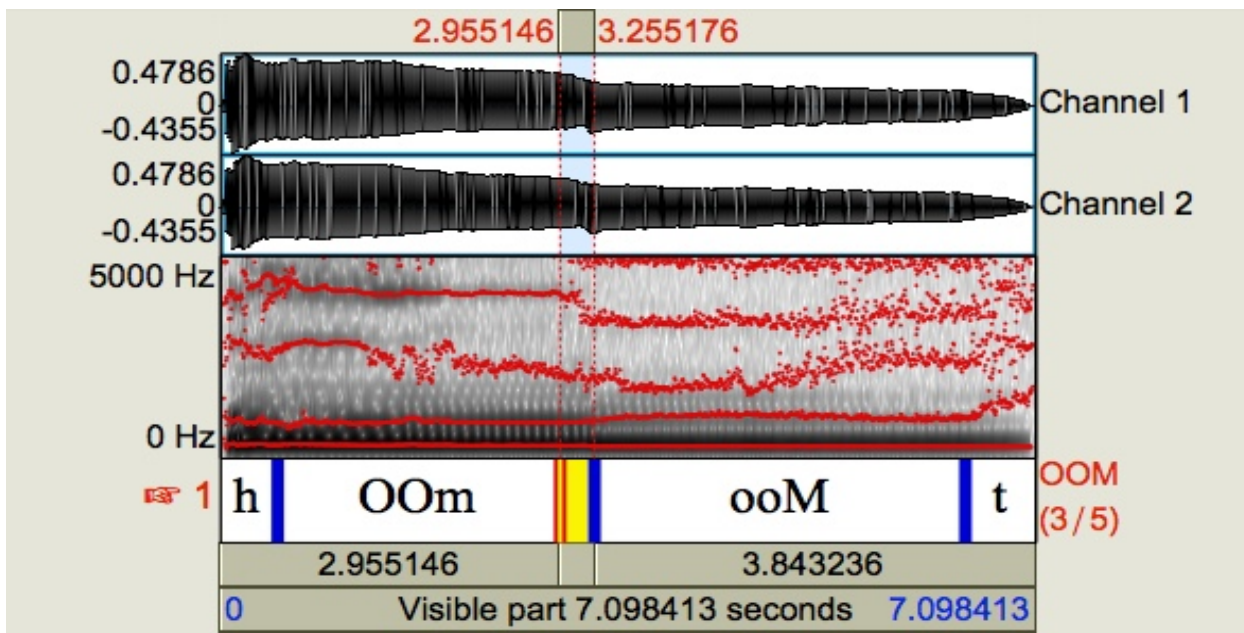 2.955146 3.255176
0.4786
0
-0.4355
Channel 1
0.4786
0
-0.4355
Channel 2
5000 Hz
0 Hz
☞ 1 h OOm ooM t OOM
(3 / 5)
2.955146 3.843236
0 Visible part 7.098413 seconds 7.098413